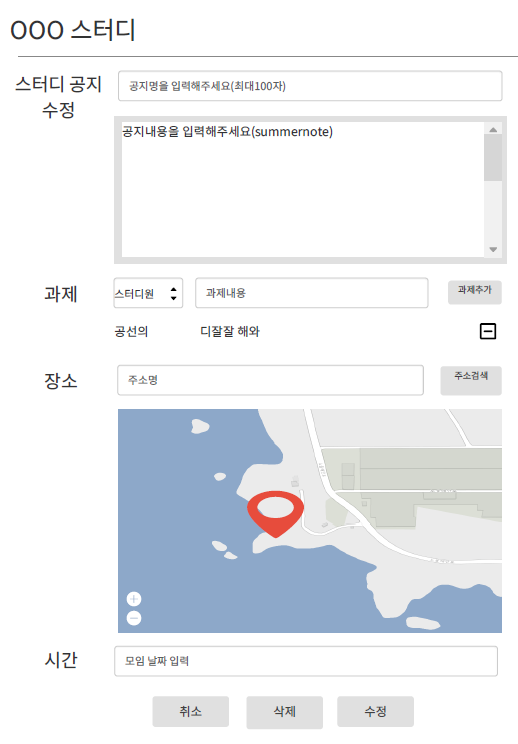 OOO 스터디
스터디 공지
수정
공지명을 입력해주세요(최대100자)
공지내용을 입력해주세요(summernote)
과제
스터디원
과제내용
과제추가
공선의
디잘잘 해와
장소
주소명
주소검색
시간
모임 날짜 입력
취소
삭제
수정